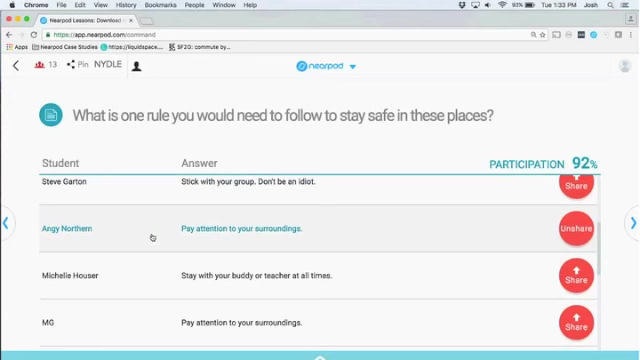 Chrome File Edit View History Bookmarks People Window Help Tue 1:33 PM Josh
Nearpod Lessons: Download r
https://app.nearpod.com/command
Apps Nearpod Case Studies https://liquidspace. SF2G: commute by
13 Pin NYDLE nearpod
What is one rule you would need to follow to stay safe in these places?
Student Answer PARTICIPATION 92%
Steve Garton Stick with your group. Don't be an idiot. Share
Angy Northern Pay attention to your surroundings. Unshare
Michelle Houser Stay with your buddy or teacher at all times. Share
MG Pay attention to your surroundings. Share